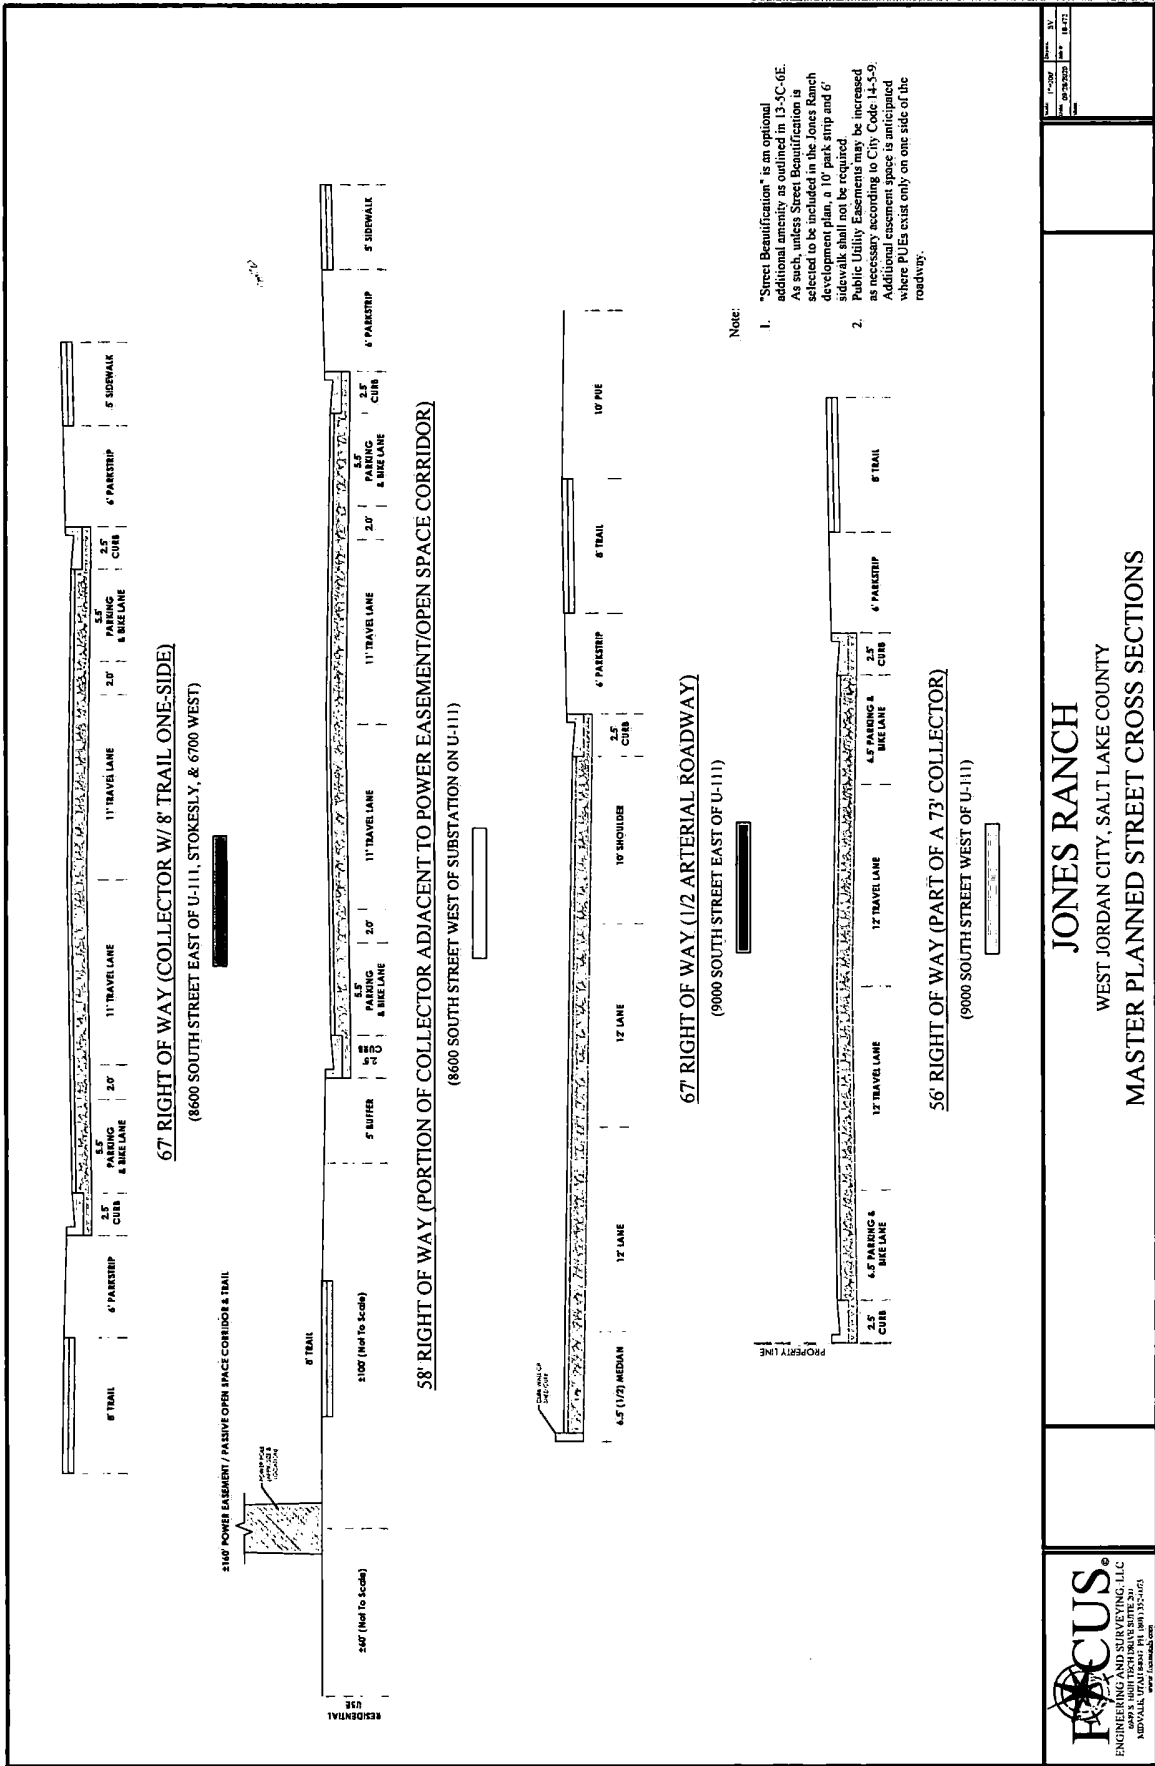 8' TRAIL
6' PARKSTRIP
2.5'
CURB
5.5'
PARKING
& BIKE LANE
2.0'
11' TRAVEL LANE
11' TRAVEL LANE
2.0'
5.5'
PARKING
& BIKE LANE
2.5'
CURB
6' PARKSTRIP
5' SIDEWALK
67' RIGHT OF WAY (COLLECTOR W/ 8' TRAIL ONE-SIDE)
(8600 SOUTH STREET EAST OF U-111, STOKESLY, & 6700 WEST)
±160' POWER EASEMENT / PASSIVE OPEN SPACE CORRIDOR & TRAIL
POWER POLE
LOCATION)
8' TRAIL
RESIDENTIAL
USE
±60' (Not To Scale)
±100' (Not To Scale)
5' BUFFER
2.5'
CURB
5.5'
PARKING
& BIKE LANE
2.0'
11' TRAVEL LANE
11' TRAVEL LANE
2.0'
5.5'
PARKING
& BIKE LANE
2.5'
CURB
6' PARKSTRIP
5' SIDEWALK
58' RIGHT OF WAY (PORTION OF COLLECTOR ADJACENT TO POWER EASEMENT/OPEN SPACE CORRIDOR)
(8600 SOUTH STREET WEST OF SUBSTATION ON U-111)
6.5' (1/2) MEDIAN
12' LANE
12' LANE
10' SHOULDER
2.5'
CURB
6' PARKSTRIP
8' TRAIL
10' PUE
67' RIGHT OF WAY (1/2 ARTERIAL ROADWAY)
(9000 SOUTH STREET EAST OF U-111)
PROPERTY LINE
2.5'
CURB
6.5' PARKING &
BIKE LANE
12' TRAVEL LANE
12' TRAVEL LANE
6.5' PARKING &
BIKE LANE
2.5'
CURB
6' PARKSTRIP
8' TRAIL
56' RIGHT OF WAY (PART OF A 73' COLLECTOR)
(9000 SOUTH STREET WEST OF U-111)
Note:
1. "Street Beautification" is an optional
additional amenity as outlined in 13-5C-6E.
As such, unless Street Beautification is
selected to be included in the Jones Ranch
development plan, a 10' park strip and 6'
sidewalk shall not be required.
2. Public Utility Easements may be increased
as necessary according to City Code 14-5-9.
Additional easement space is anticipated
where PUEs exist only on one side of the
roadway.
FOCUS
ENGINEERING AND SURVEYING, LLC
JONES RANCH
WEST JORDAN CITY, SALT LAKE COUNTY
MASTER PLANNED STREET CROSS SECTIONS